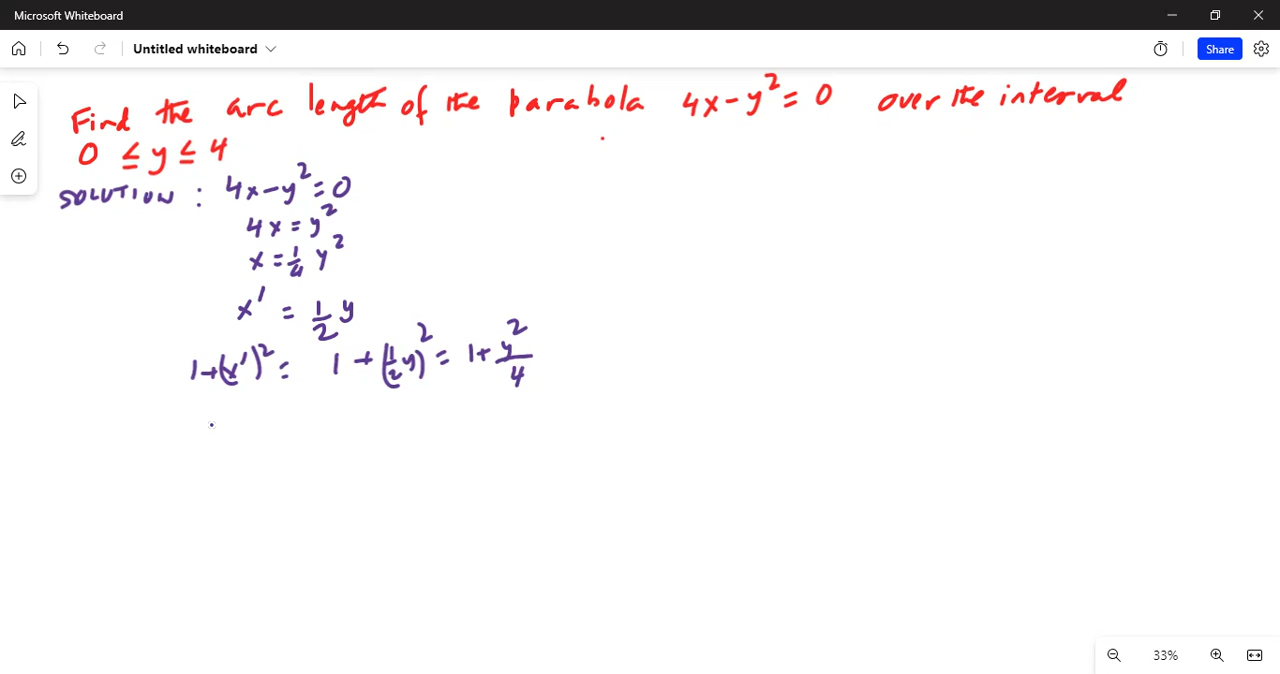 Microsoft Whiteboard
Untitled whiteboard
Share
Find the arc length of the parabola 4x - y² = 0 over the interval
0 ≤ y ≤ 4
SOLUTION : 4x - y² = 0
4x = y²
x = 1/4 y²
x' = 1/2 y
1 + (x')² = 1 + (1/2 y)² = 1 + y²/4
33%